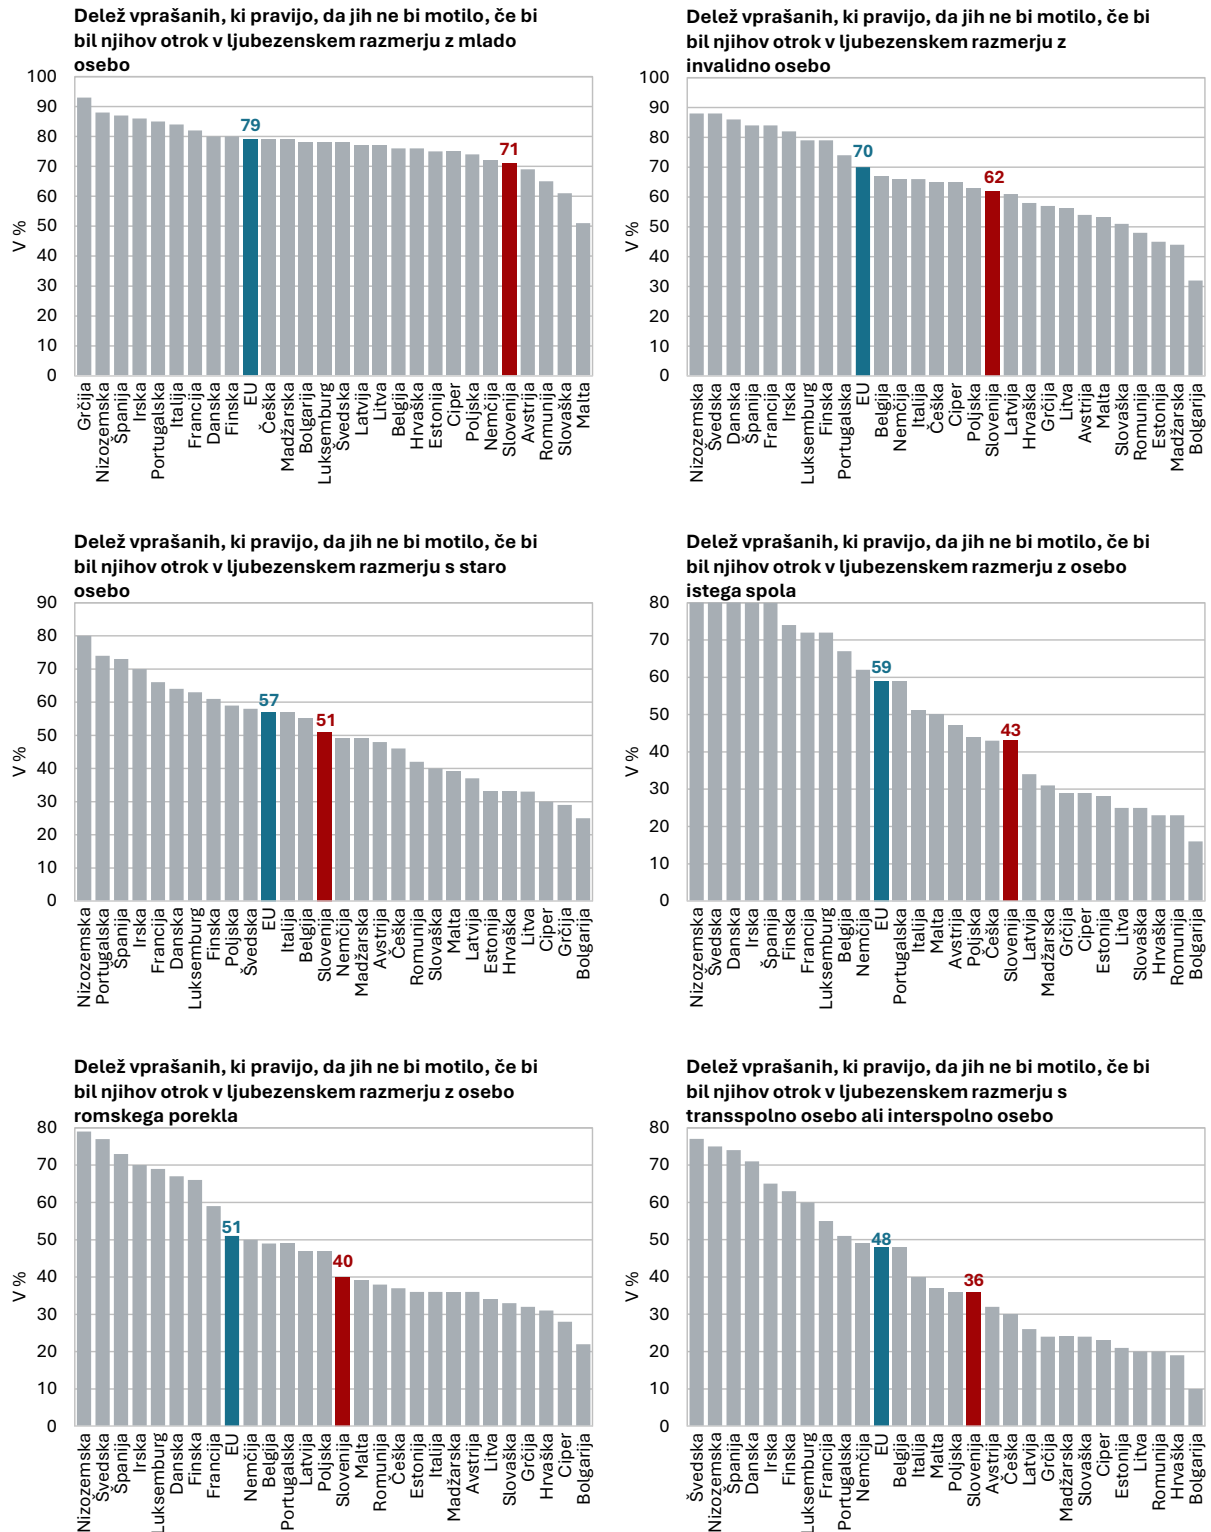 Delež vprašanih, ki pravijo, da jih ne bi motilo, če bi
bil njihov otrok v ljubezenskem razmerju z mlado
osebo
100
90
80
70
60
50
40
30
20
10
0
V %
79
71
Grčija
Nizozemska
Španija
Irska
Portugalska
Italija
Francija
Danska
Finska
EU
Češka
Madžarska
Bolgarija
Luksemburg
Švedska
Latvija
Litva
Belgija
Hrvaška
Estonija
Ciper
Poljska
Nemčija
Slovenija
Avstrija
Romunija
Slovaška
Malta
Delež vprašanih, ki pravijo, da jih ne bi motilo, če bi
bil njihov otrok v ljubezenskem razmerju z
invalidno osebo
100
90
80
70
60
50
40
30
20
10
0
V %
70
62
Nizozemska
Švedska
Danska
Španija
Francija
Irska
Luksemburg
Finska
Portugalska
EU
Belgija
Nemčija
Italija
Češka
Ciper
Poljska
Slovenija
Latvija
Hrvaška
Grčija
Litva
Avstrija
Malta
Slovaška
Romunija
Estonija
Madžarska
Bolgarija
Delež vprašanih, ki pravijo, da jih ne bi motilo, če bi
bil njihov otrok v ljubezenskem razmerju s staro
osebo
90
80
70
60
50
40
30
20
10
0
V %
57
51
Nizozemska
Portugalska
Španija
Irska
Francija
Danska
Luksemburg
Finska
Poljska
Švedska
EU
Italija
Belgija
Slovenija
Nemčija
Madžarska
Avstrija
Češka
Romunija
Slovaška
Malta
Latvija
Estonija
Hrvaška
Litva
Ciper
Grčija
Bolgarija
Delež vprašanih, ki pravijo, da jih ne bi motilo, če bi
bil njihov otrok v ljubezenskem razmerju z osebo
istega spola
80
70
60
50
40
30
20
10
0
V %
59
43
Nizozemska
Švedska
Danska
Irska
Španija
Finska
Francija
Luksemburg
Belgija
Nemčija
EU
Portugalska
Italija
Malta
Avstrija
Poljska
Češka
Slovenija
Latvija
Madžarska
Grčija
Ciper
Estonija
Litva
Slovaška
Hrvaška
Romunija
Bolgarija
Delež vprašanih, ki pravijo, da jih ne bi motilo, če bi
bil njihov otrok v ljubezenskem razmerju z osebo
romskega porekla
80
70
60
50
40
30
20
10
0
V %
51
40
Nizozemska
Švedska
Španija
Irska
Luksemburg
Danska
Finska
Francija
EU
Nemčija
Belgija
Portugalska
Latvija
Poljska
Slovenija
Malta
Romunija
Češka
Estonija
Italija
Madžarska
Avstrija
Litva
Slovaška
Grčija
Hrvaška
Ciper
Bolgarija
Delež vprašanih, ki pravijo, da jih ne bi motilo, če bi
bil njihov otrok v ljubezenskem razmerju s
transspolno osebo ali interspolno osebo
80
70
60
50
40
30
20
10
0
V %
48
36
Švedska
Nizozemska
Španija
Danska
Irska
Finska
Luksemburg
Francija
Portugalska
Nemčija
EU
Belgija
Italija
Malta
Poljska
Slovenija
Avstrija
Češka
Latvija
Grčija
Madžarska
Slovaška
Ciper
Estonija
Litva
Romunija
Hrvaška
Bolgarija